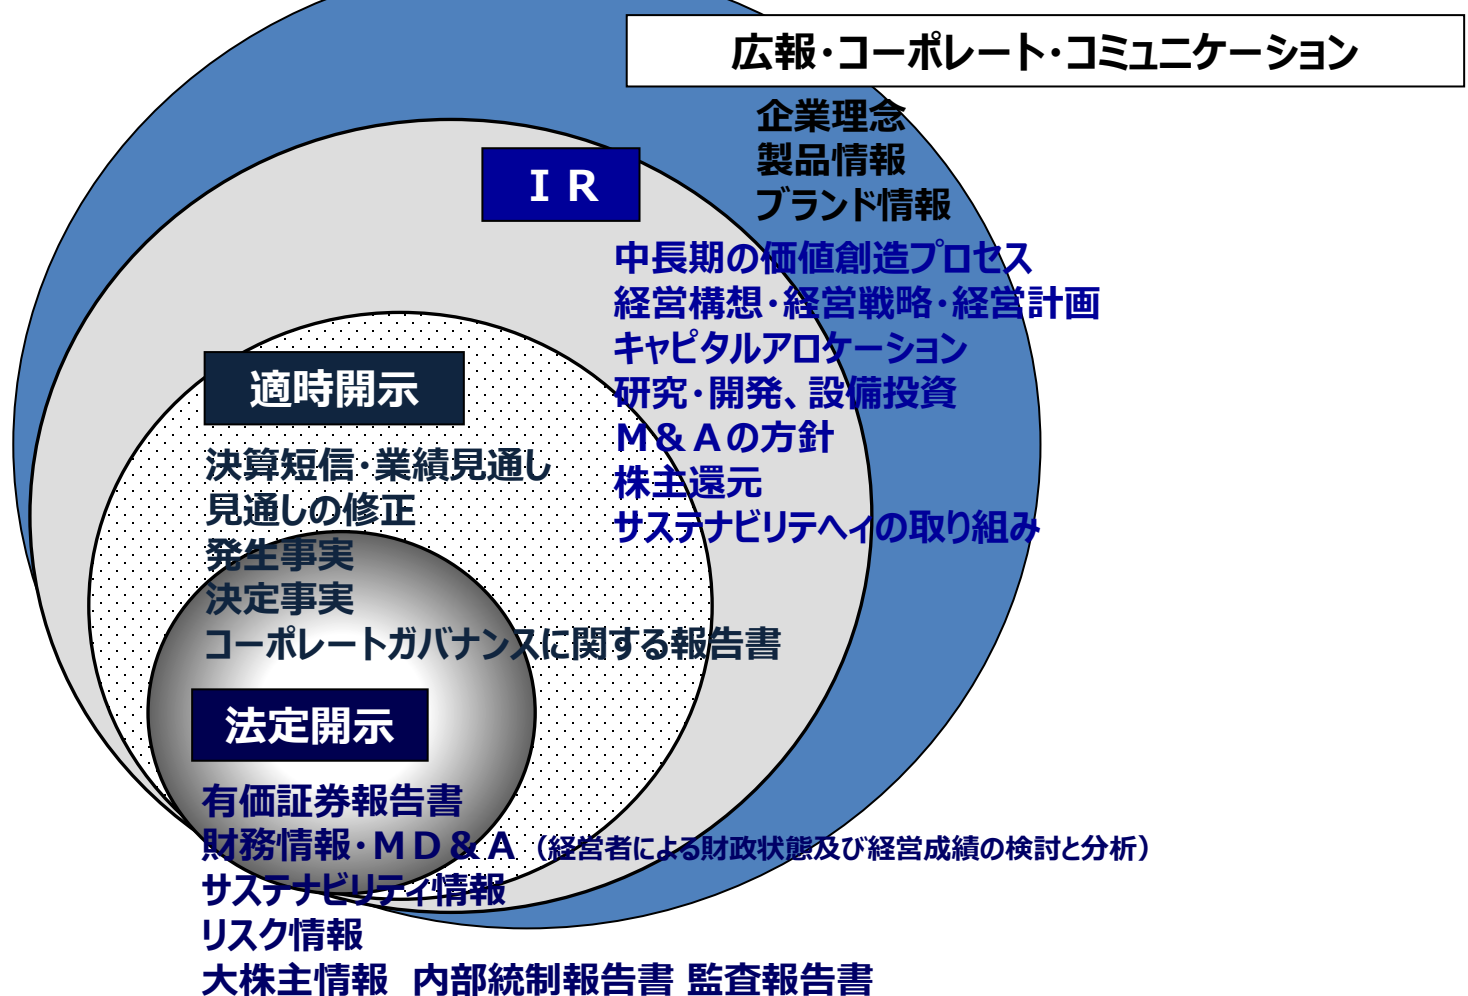 広報・コーポレート・コミュニケーション
企業理念
製品情報
ブランド情報
ＩＲ
中長期の価値創造プロセス
経営構想・経営戦略・経営計画
キャピタルアロケーション
研究・開発、設備投資
Ｍ＆Ａの方針
株主還元
サステナビリテへィの取り組み
適時開示
決算短信・業績見通し
見通しの修正
発生事実
決定事実
コーポレートガバナンスに関する報告書
法定開示
有価証券報告書
財務情報・ＭＤ＆Ａ（経営者による財政状態及び経営成績の検討と分析）
サステナビリティ情報
リスク情報
大株主情報　内部統制報告書 監査報告書